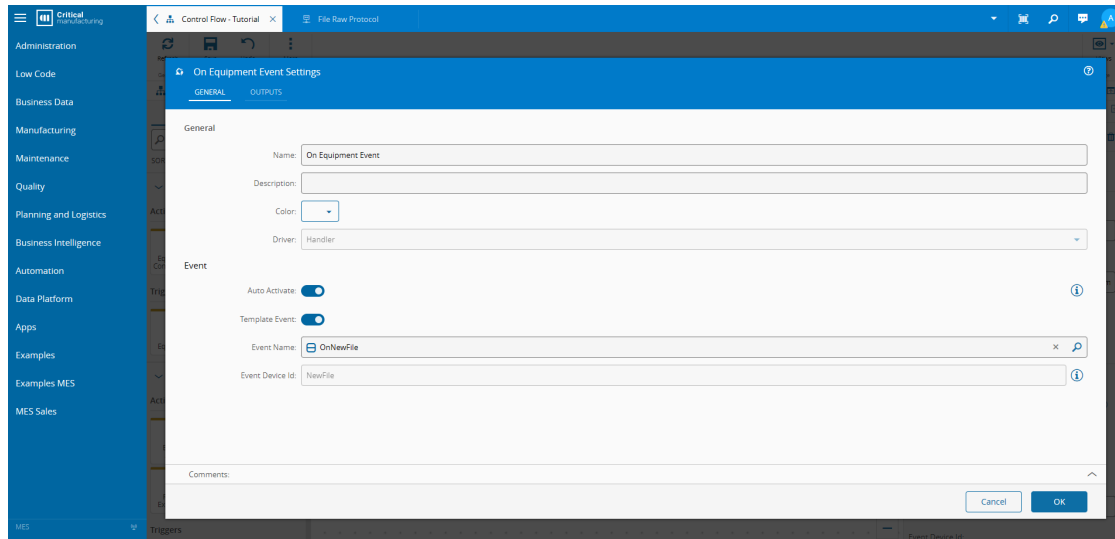 Critical manufacturing
Control Flow - Tutorial
File Raw Protocol
Administration
Low Code
Business Data
Manufacturing
Maintenance
Quality
Planning and Logistics
Business Intelligence
Automation
Data Platform
Apps
Examples
Examples MES
MES Sales
MES
On Equipment Event Settings
GENERAL OUTPUTS
General
Name: On Equipment Event
Description:
Color:
Driver: Handler
Event
Auto Activate:
Template Event:
Event Name: OnNewFile
Event Device Id: NewFile
Comments:
Cancel OK
Triggers
Event Device Id: